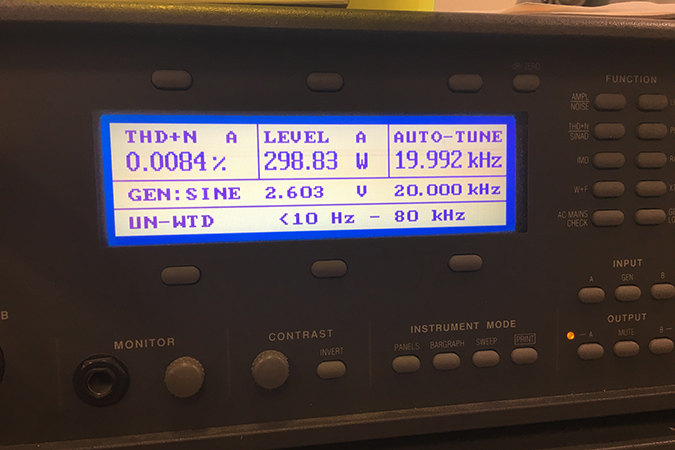 FUNCTION
THD+N A LEVEL A AUTO-TUNE
0.0084 % 298.83 W 19.992 kHz
GEN:SINE 2.603 V 20.000 kHz
UN-WTD <10 Hz - 80 kHz
AMPL
NOISE
THD+N
SINAD
IMD
W+F
AC MAINS
CHECK
INPUT
A GEN B
OUTPUT
A MUTE B
B
MONITOR
CONTRAST
INVERT
INSTRUMENT MODE
PANELS BARGRAPH SWEEP PRINT